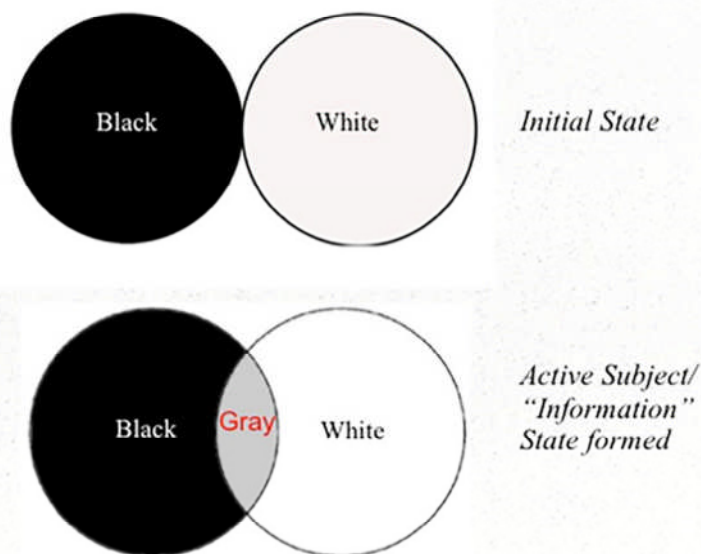 Black
White
Initial State
Black
Gray
White
Active Subject/
“Information”
State formed